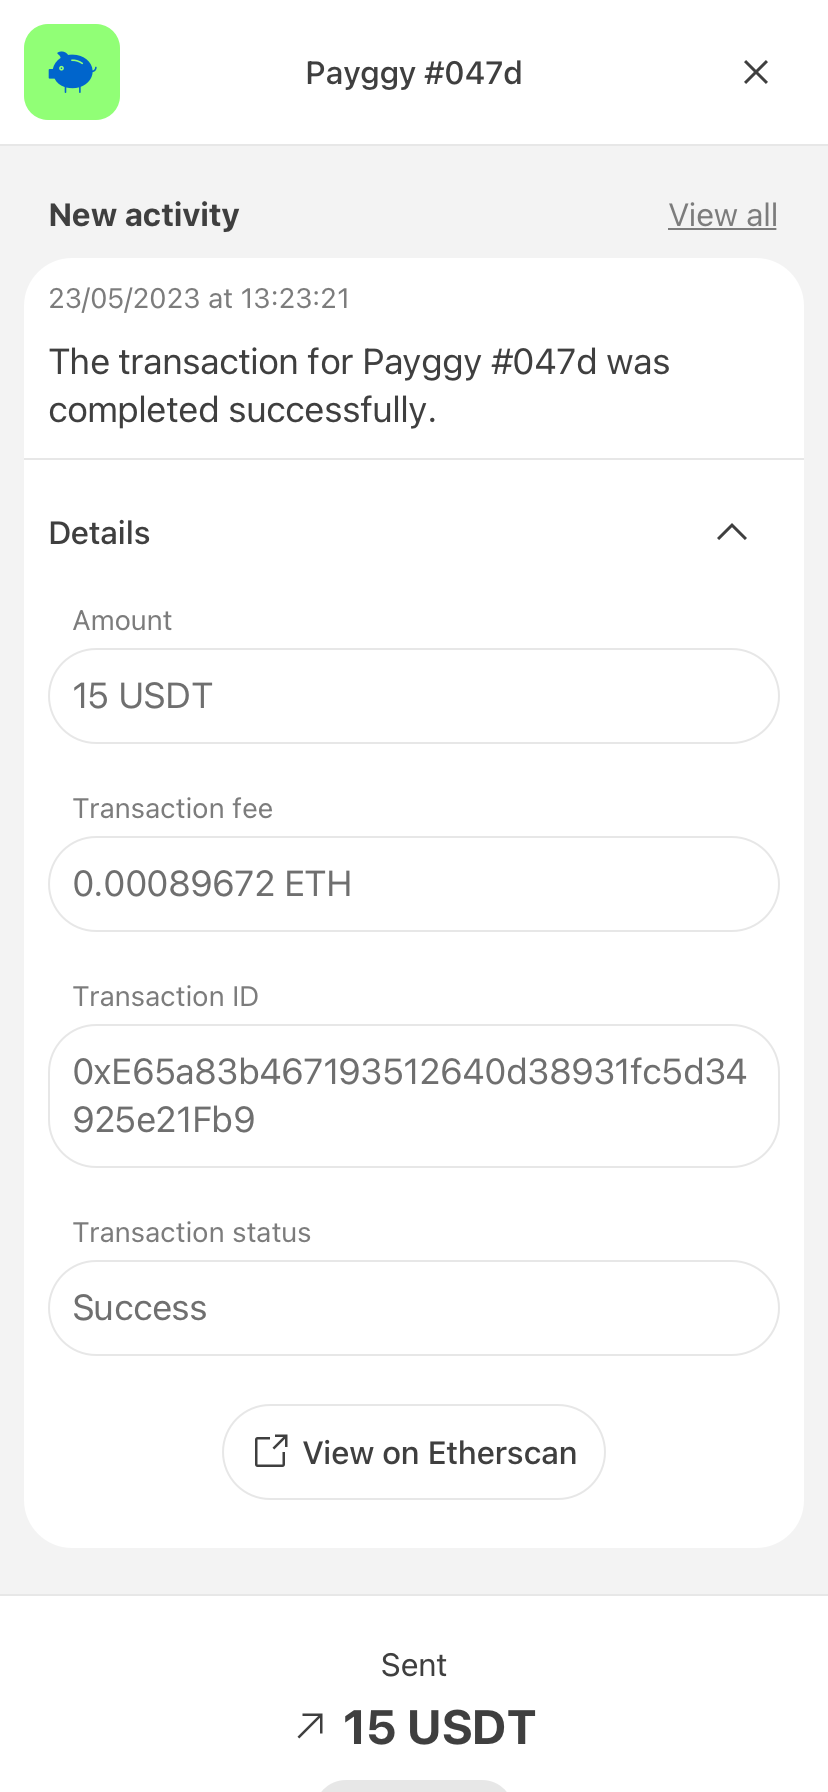 Payggy #047d
New activity
View all
23/05/2023 at 13:23:21
The transaction for Payggy #047d was
completed successfully.
Details
Amount
15 USDT
Transaction fee
0.00089672 ETH
Transaction ID
0xE65a83b467193512640d38931fc5d34
925e21Fb9
Transaction status
Success
View on Etherscan
Sent
15 USDT